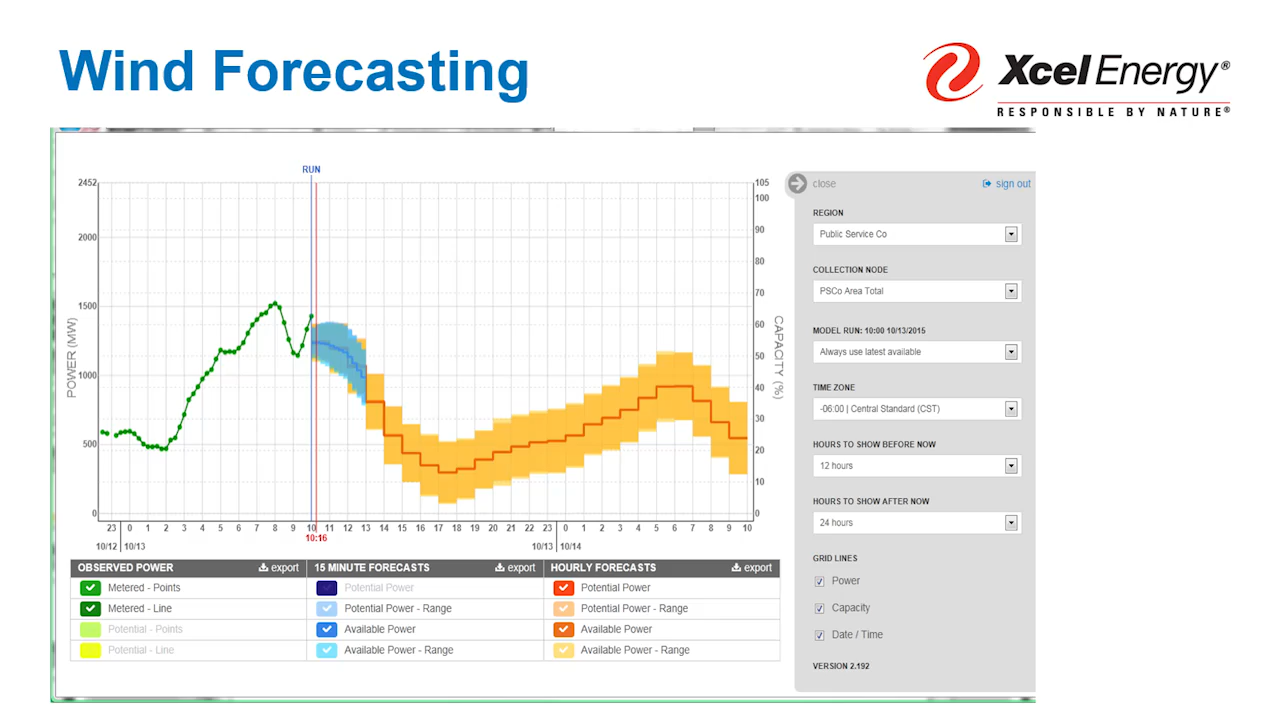 Wind Forecasting
Xcel Energy®
RESPONSIBLE BY NATURE®
RUN
2452
2000
1500
1000
500
0
POWER (MW)
105
100
90
80
70
60
50
40
30
20
10
0
CAPACITY (%)
23 0 1 2 3 4 5 6 7 8 9 10 11 12 13 14 15 16 17 18 19 20 21 22 23 0 1 2 3 4 5 6 7 8 9 10
10:16
10/12 10/13 10/13 10/14
OBSERVED POWER export
Metered - Points
Metered - Line
Potential - Points
Potential - Line
15 MINUTE FORECASTS export
Potential Power
Potential Power - Range
Available Power
Available Power - Range
HOURLY FORECASTS export
Potential Power
Potential Power - Range
Available Power
Available Power - Range
close sign out
REGION
Public Service Co
COLLECTION NODE
PSCo Area Total
MODEL RUN: 10:00 10/13/2015
Always use latest available
TIME ZONE
-06:00 | Central Standard (CST)
HOURS TO SHOW BEFORE NOW
12 hours
HOURS TO SHOW AFTER NOW
24 hours
GRID LINES
Power
Capacity
Date / Time
VERSION 2.192